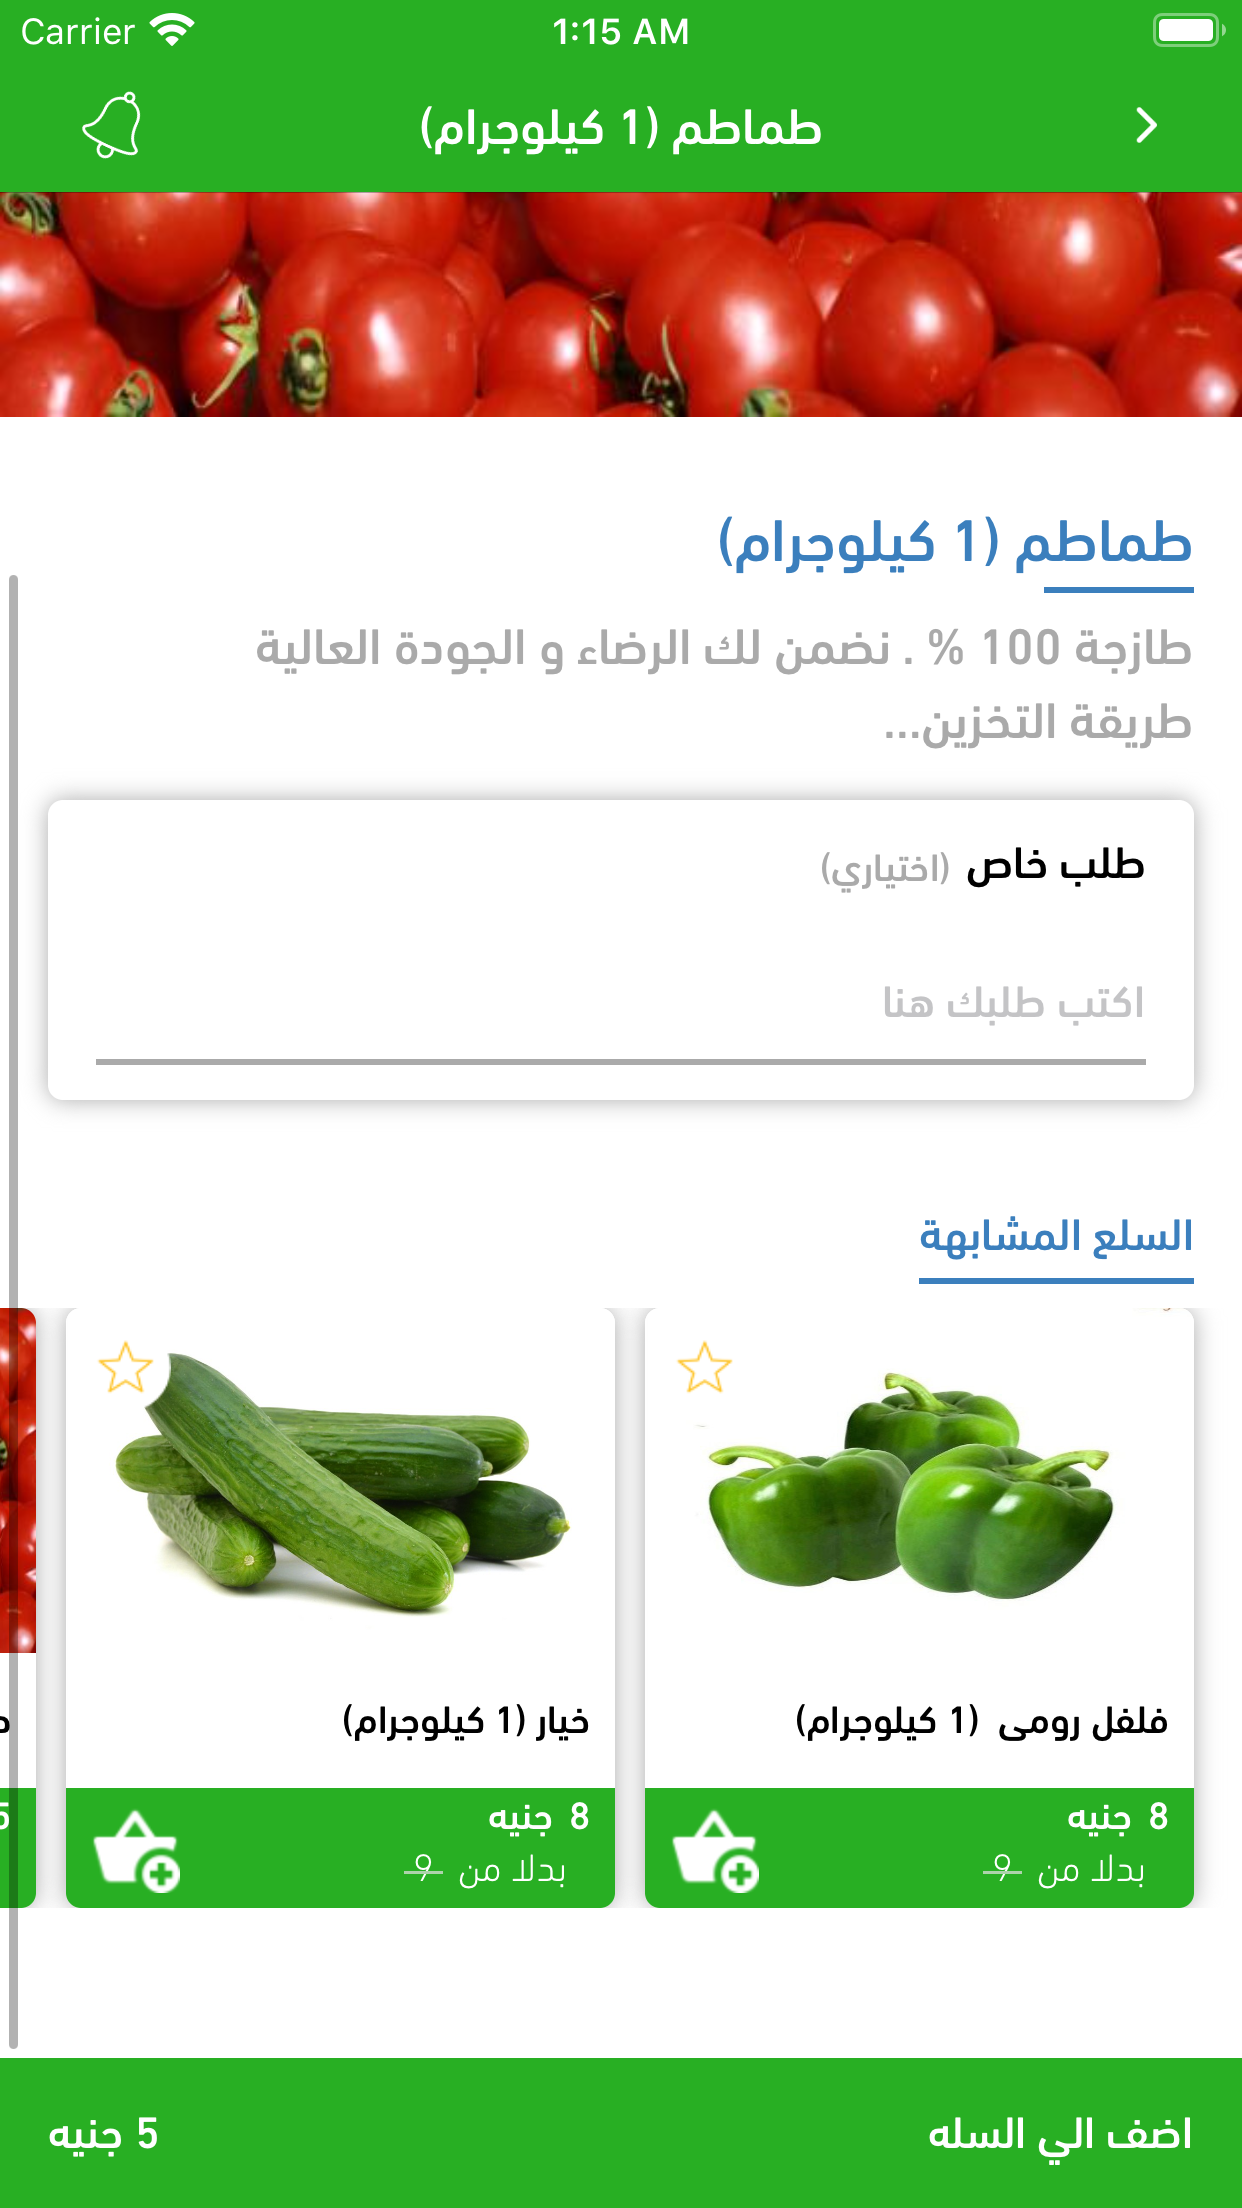 Carrier 1:15 AM
طماطم (1 كيلوجرام)
طماطم (1 كيلوجرام)
طازجة 100 % . نضمن لك الرضاء و الجودة العالية
طريقة التخزين...
طلب خاص (اختياري)
اكتب طلبك هنا
السلع المشابهة
فلفل رومى (1 كيلوجرام)
8 جنيه
بدلا من 9
خيار (1 كيلوجرام)
8 جنيه
بدلا من 9
5
اضف الي السله
5 جنيه